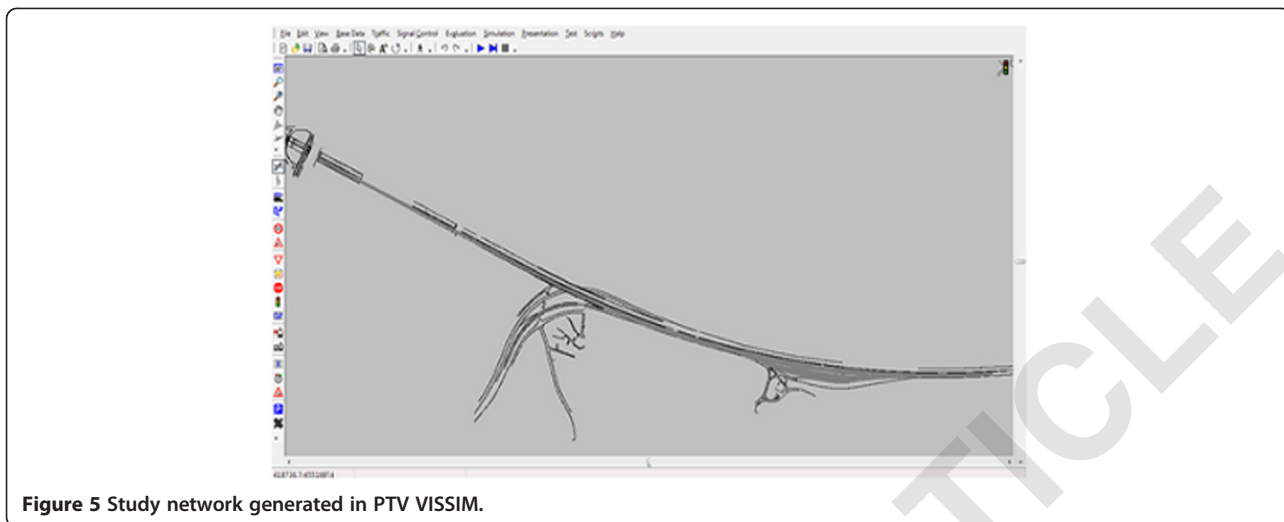 File Edit View Base Data Traffic Signal Control Evaluation Simulation Presentation Test Scripts Help
TICLE
Figure 5 Study network generated in PTV VISSIM.